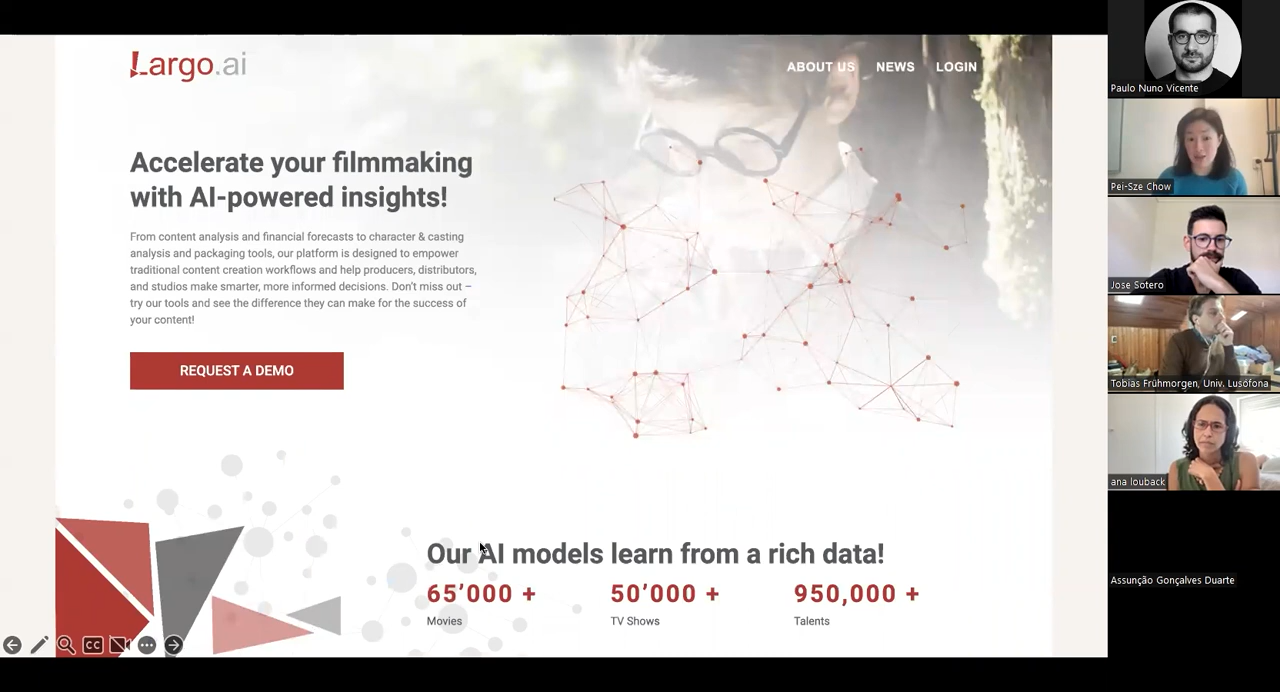 Largo.ai
ABOUT US NEWS LOGIN
Accelerate your filmmaking
with AI-powered insights!
From content analysis and financial forecasts to character & casting
analysis and packaging tools, our platform is designed to empower
traditional content creation workflows and help producers, distributors,
and studios make smarter, more informed decisions. Don't miss out –
try our tools and see the difference they can make for the success of
your content!
REQUEST A DEMO
Our AI models learn from a rich data!
65'000 + 50'000 + 950,000 +
Movies TV Shows Talents
CC
Paulo Nuno Vicente
Pei-Sze Chow
Jose Sotero
Tobias Frühmorgen, Univ. Lusófona
ana louback
Assunção Gonçalves Duarte